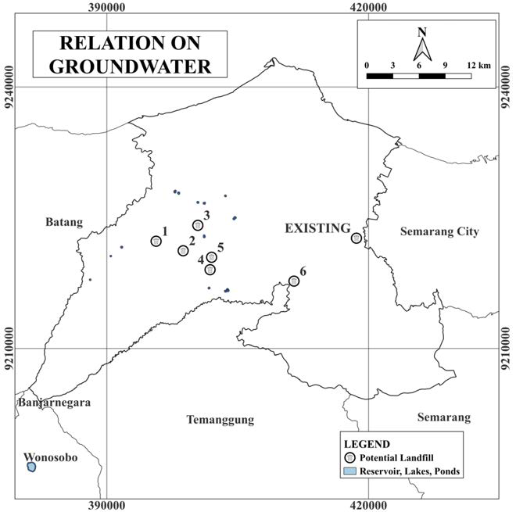 390000
420000
RELATION ON
GROUNDWATER
N
0 3 6 9 12 km
9240000
9240000
Batang
1
2
3
4
5
6
EXISTING
Semarang City
9210000
9210000
Banjarnegara
Temanggung
Semarang
Wonosobo
LEGEND
Potential Landfill
Reservoir, Lakes, Ponds
390000
420000